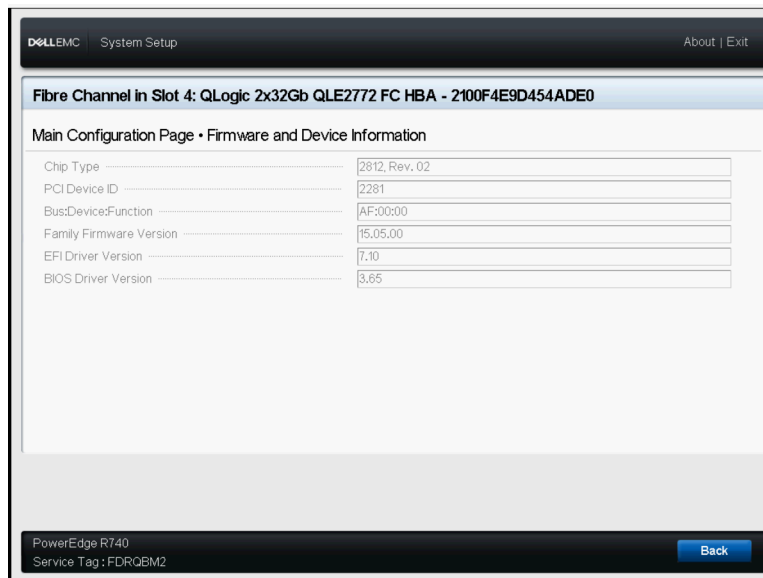 DELLEMC System Setup About | Exit
Fibre Channel in Slot 4: QLogic 2x32Gb QLE2772 FC HBA - 2100F4E9D454ADE0
Main Configuration Page • Firmware and Device Information
Chip Type 2812, Rev. 02
PCI Device ID 2281
Bus:Device:Function AF:00:00
Family Firmware Version 15.05.00
EFI Driver Version 7.10
BIOS Driver Version 3.65
PowerEdge R740
Service Tag : FDRQBM2
Back